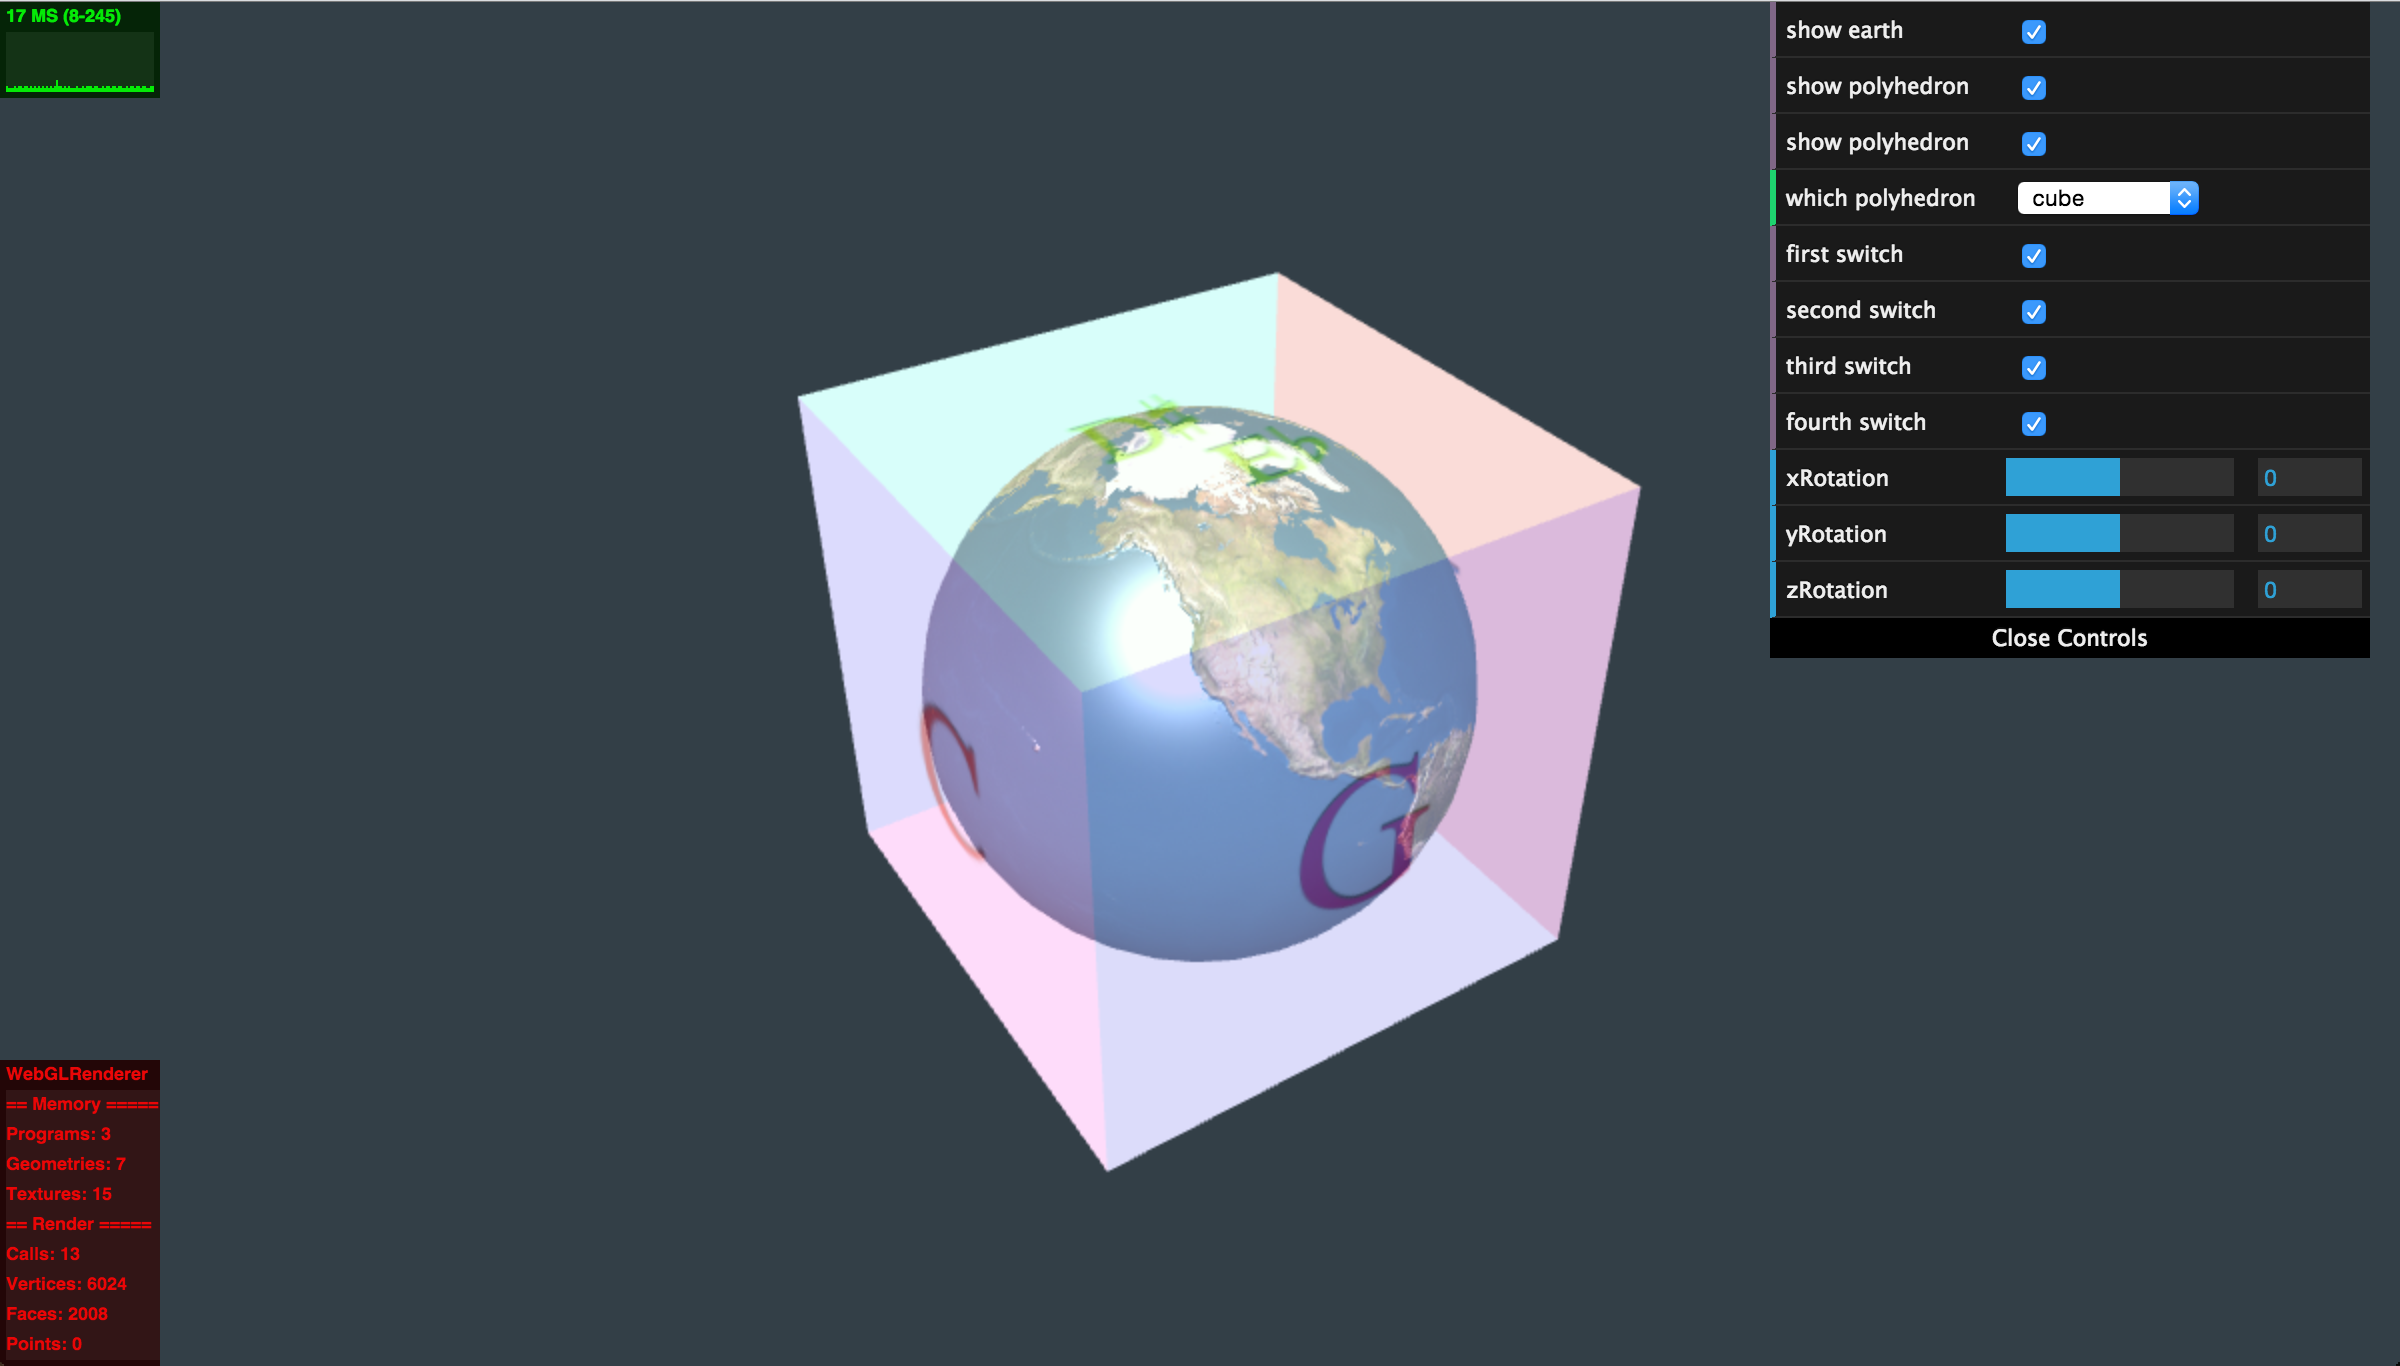 17 MS (8-245)
show earth
show polyhedron
show polyhedron
which polyhedron cube
first switch
second switch
third switch
fourth switch
xRotation 0
yRotation 0
zRotation 0
Close Controls
C
G
WebGLRenderer
== Memory =====
Programs: 3
Geometries: 7
Textures: 15
== Render =====
Calls: 13
Vertices: 6024
Faces: 2008
Points: 0